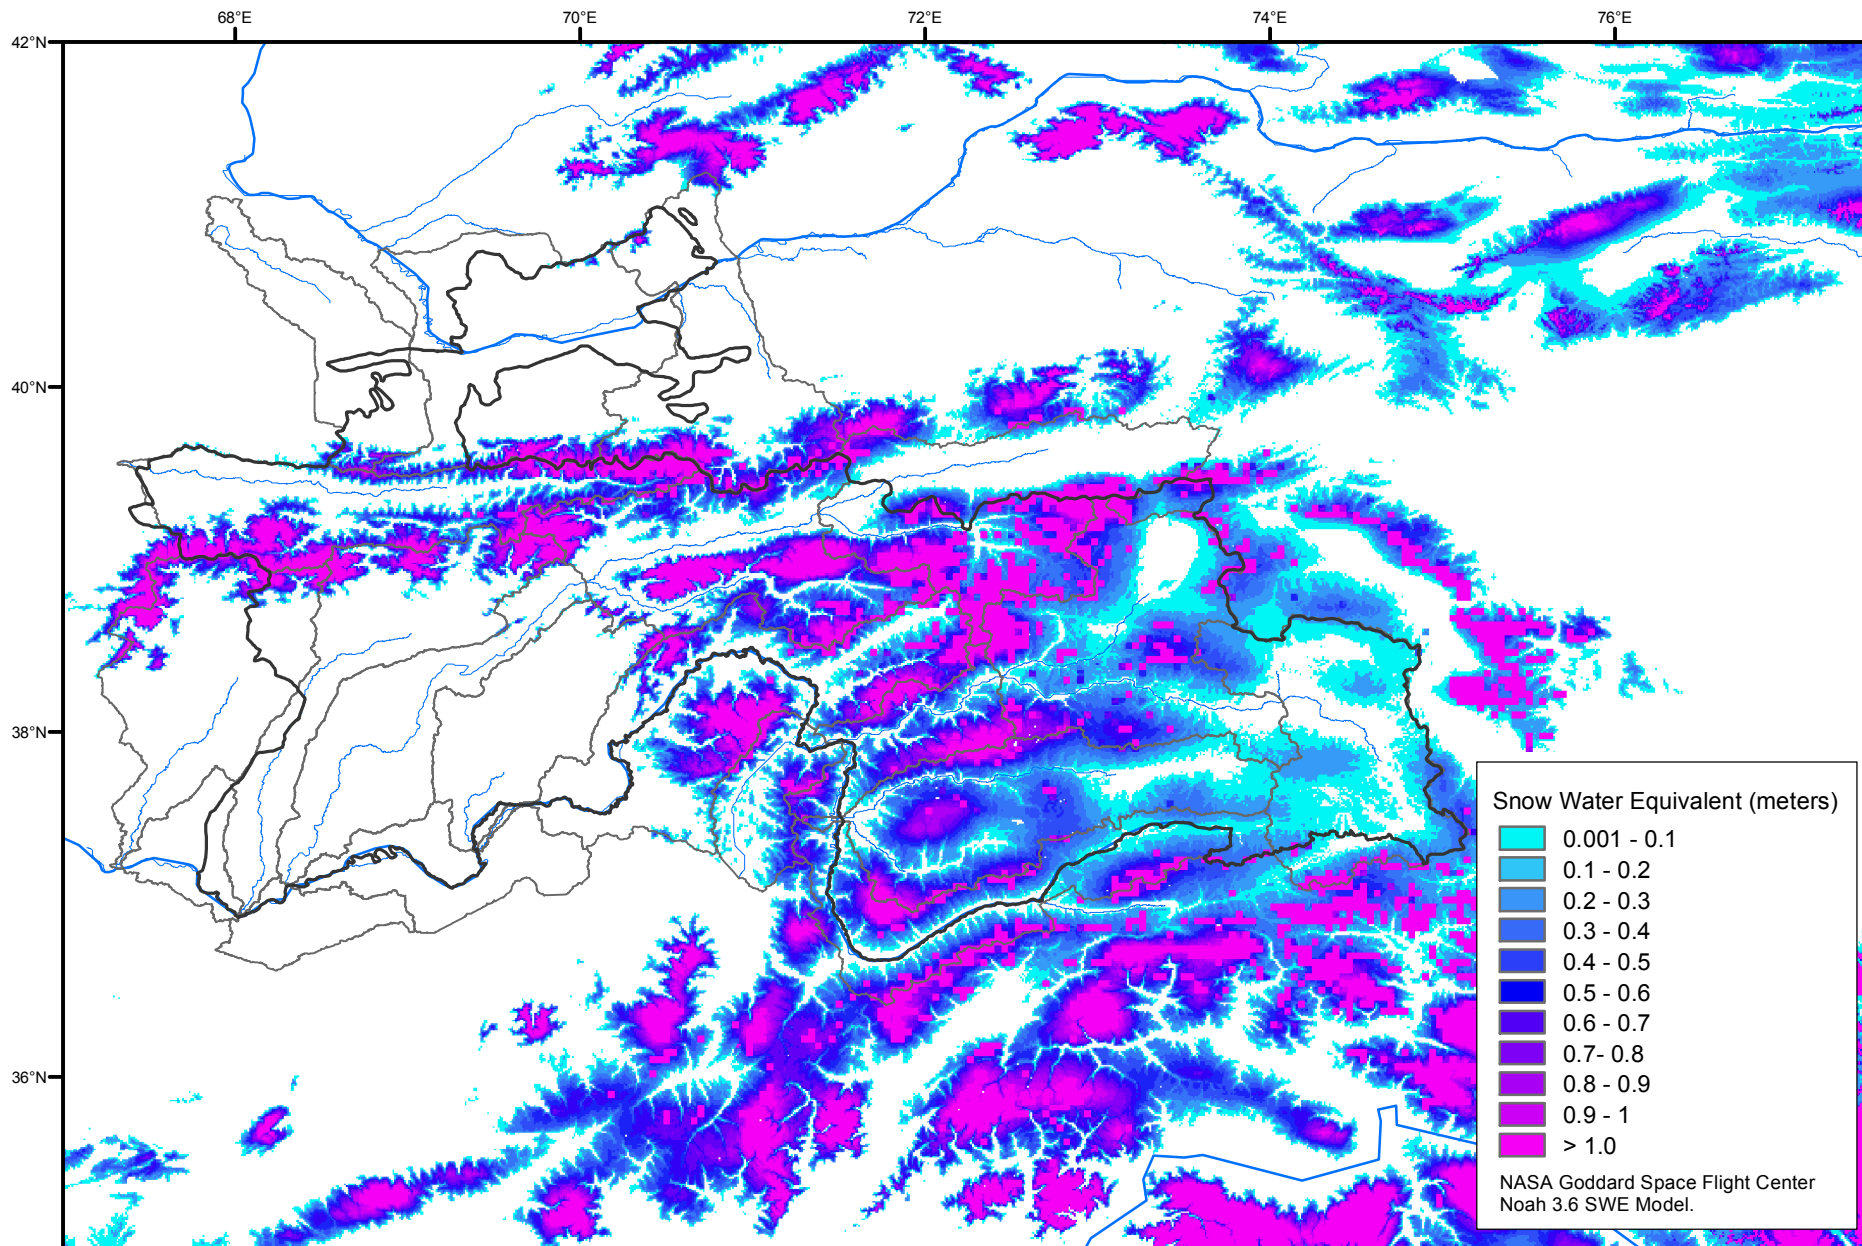 68°E
70°E
72°E
74°E
76°E
42°N
40°N
38°N
36°N
Snow Water Equivalent (meters)
0.001 - 0.1
0.1 - 0.2
0.2 - 0.3
0.3 - 0.4
0.4 - 0.5
0.5 - 0.6
0.6 - 0.7
0.7- 0.8
0.8 - 0.9
0.9 - 1
> 1.0
NASA Goddard Space Flight Center
Noah 3.6 SWE Model.